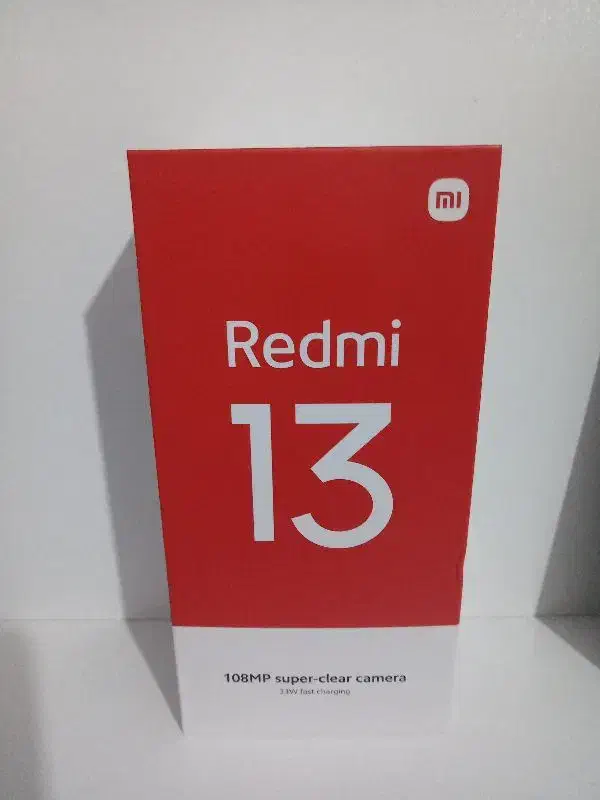 mi
Redmi
13
108MP super-clear camera
33W fast charging